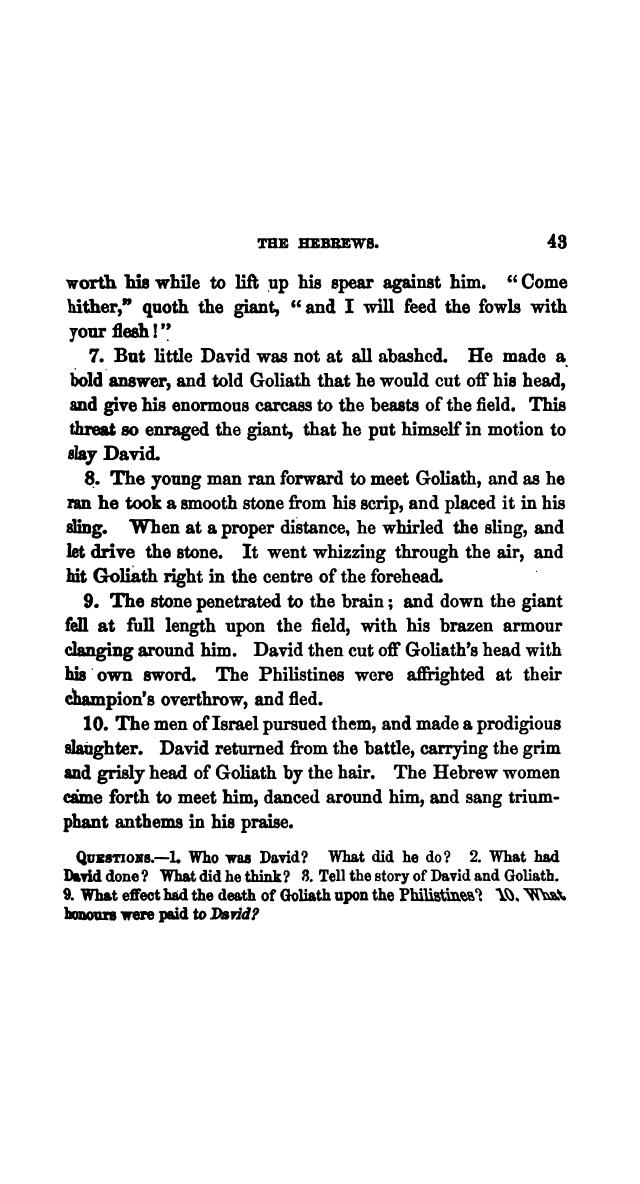 THE HEBREWS. 43
worth his while to lift up his spear against him. “Come
hither,” quoth the giant, “and I will feed the fowls with
your flesh!”
7. But little David was not at all abashed. He made a
bold answer, and told Goliath that he would cut off his head,
and give his enormous carcass to the beasts of the field. This
threat so enraged the giant, that he put himself in motion to
slay David.
8. The young man ran forward to meet Goliath, and as he
ran he took a smooth stone from his scrip, and placed it in his
sling. When at a proper distance, he whirled the sling, and
let drive the stone. It went whizzing through the air, and
hit Goliath right in the centre of the forehead.
9. The stone penetrated to the brain; and down the giant
fell at full length upon the field, with his brazen armour
clanging around him. David then cut off Goliath’s head with
his own sword. The Philistines were affrighted at their
champion’s overthrow, and fled.
10. The men of Israel pursued them, and made a prodigious
slaughter. David returned from the battle, carrying the grim
and grisly head of Goliath by the hair. The Hebrew women
came forth to meet him, danced around him, and sang trium-
phant anthems in his praise.
QUESTIONS.—1. Who was David? What did he do? 2. What had
David done? What did he think? 3. Tell the story of David and Goliath.
9. What effect had the death of Goliath upon the Philistines? 10. What
honours were paid to David?